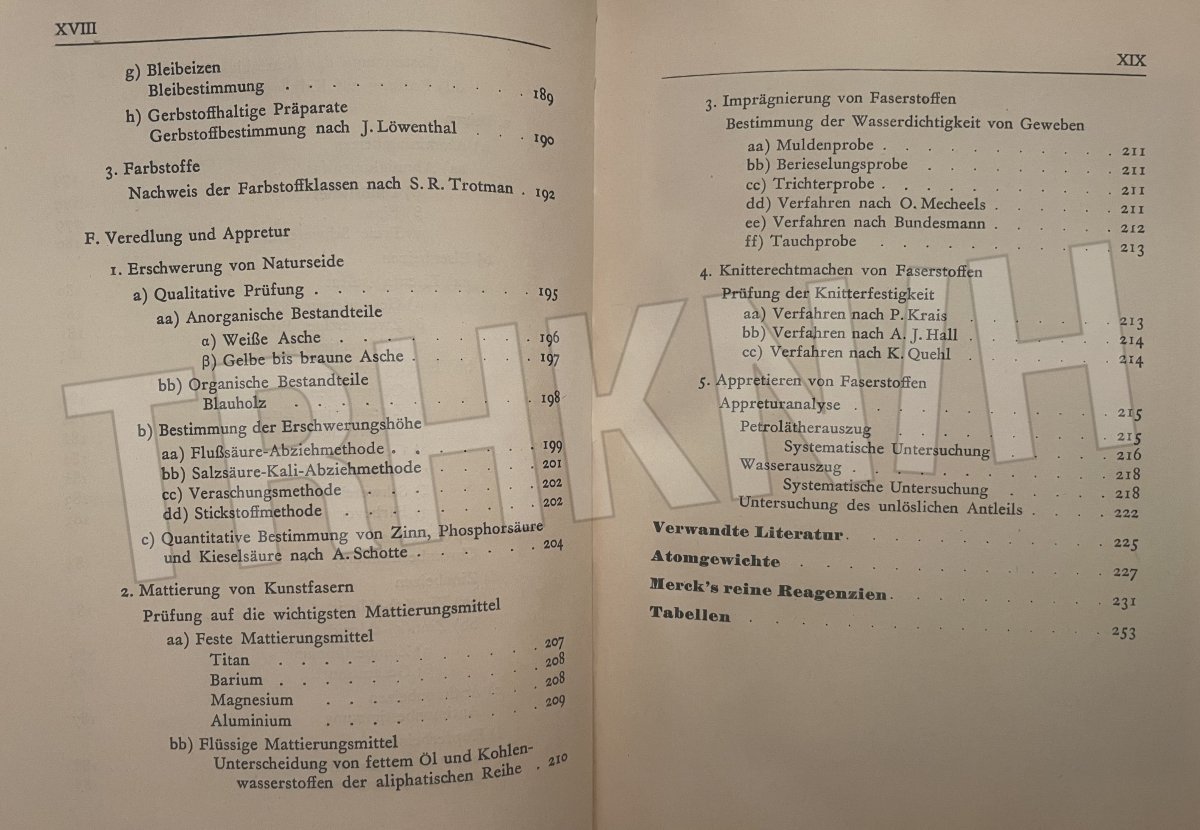 XVIII
g) Bleibeizen
Bleibestimmung . . . . . . . . . . 189
h) Gerbstoffhaltige Präparate
Gerbstoffbestimmung nach J. Löwenthal . . . 190
3. Farbstoffe
Nachweis der Farbstoffklassen nach S. R. Trotman . 192
F. Veredlung und Appretur
1. Erschwerung von Naturseide
a) Qualitative Prüfung . . . . . . . . 195
aa) Anorganische Bestandteile
α) Weiße Asche . . . . . . . . 196
β) Gelbe bis braune Asche . . . . . 197
bb) Organische Bestandteile
Blauholz . . . . . . . . . . 198
b) Bestimmung der Erschwerungshöhe
aa) Flußsäure-Abziehmethode . . . . . . 199
bb) Salzsäure-Kali-Abziehmethode . . . . . 201
cc) Veraschungsmethode . . . . . . . 202
dd) Stickstoffmethode . . . . . . . . 202
c) Quantitative Bestimmung von Zinn, Phosphorsäure
und Kieselsäure nach A. Schotte . . . . . . 204
2. Mattierung von Kunstfasern
Prüfung auf die wichtigsten Mattierungsmittel
aa) Feste Mattierungsmittel
Titan . . . . . . . . . 207
Barium . . . . . . . . . 208
Magnesium . . . . . . . . 208
Aluminium . . . . . . . . 209
bb) Flüssige Mattierungsmittel
Unterscheidung von fettem Öl und Kohlen-
wasserstoffen der aliphatischen Reihe . 210
XIX
3. Imprägnierung von Faserstoffen
Bestimmung der Wasserdichtigkeit von Geweben
aa) Muldenprobe . . . . . . . . . 211
bb) Berieselungsprobe . . . . . . . . 211
cc) Trichterprobe . . . . . . . . . 211
dd) Verfahren nach O. Mecheels . . . . . 211
ee) Verfahren nach Bundesmann . . . . . 212
ff) Tauchprobe . . . . . . . . . 213
4. Knitterechtmachen von Faserstoffen
Prüfung der Knitterfestigkeit
aa) Verfahren nach P. Krais . . . . . . 213
bb) Verfahren nach A. J. Hall . . . . . . 214
cc) Verfahren nach K. Quehl . . . . . . 214
5. Appretieren von Faserstoffen
Appreturanalyse . . . . . . . . . . 215
Petrolätherauszug . . . . . . . . . 215
Systematische Untersuchung . . . . . 216
Wasserauszug . . . . . . . . . . 218
Systematische Untersuchung . . . . . 218
Untersuchung des unlöslichen Anteils . . . . 222
Verwandte Literatur . . . . . . . . . . 225
Atomgewichte . . . . . . . . . . . 227
Merck's reine Reagenzien . . . . . . . . . 231
Tabellen . . . . . . . . . . . . 253
TRHKNIH